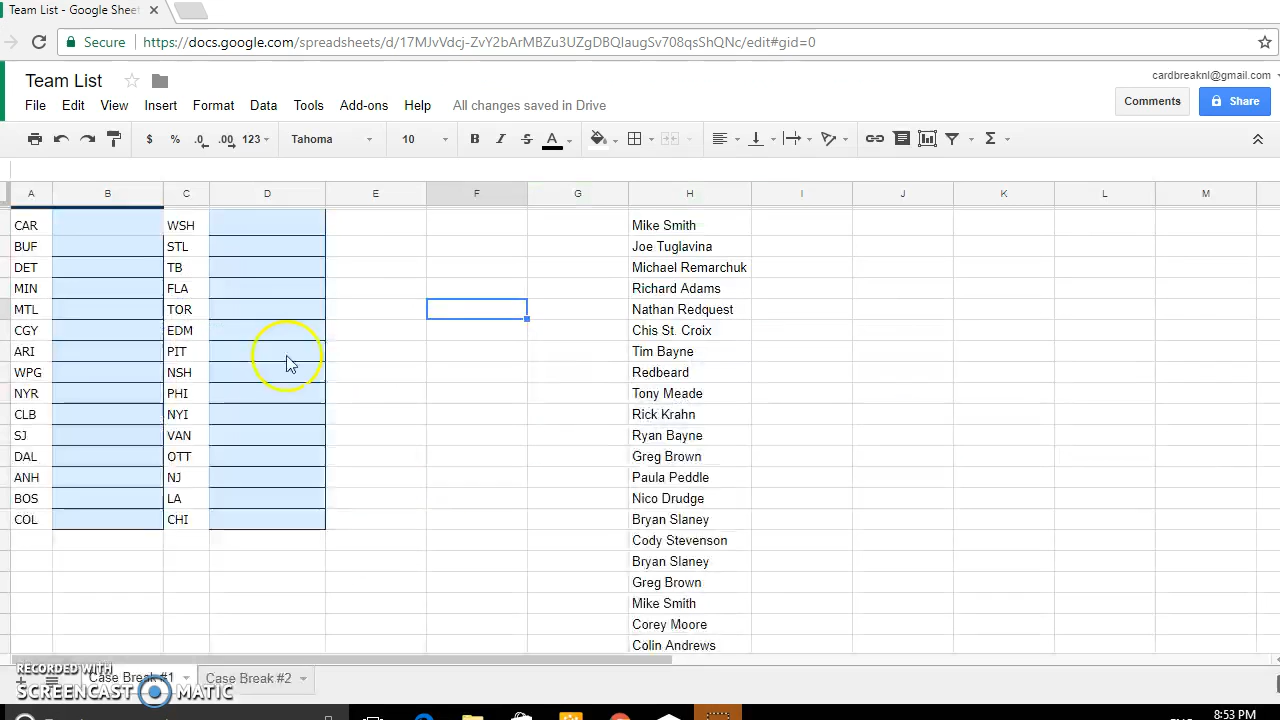 Team List - Google Sheet
Secure https://docs.google.com/spreadsheets/d/17MJvVdcj-ZvY2bArMBZu3UZgDBQlaugSv708qsShQNc/edit#gid=0
Team List
cardbreaknl@gmail.com
File Edit View Insert Format Data Tools Add-ons Help All changes saved in Drive
Comments Share
$ % .0 .00 123 Tahoma 10 B I S A Σ
A B C D E F G H I J K L M
CAR WSH Mike Smith
BUF STL Joe Tuglavina
DET TB Michael Remarchuk
MIN FLA Richard Adams
MTL TOR Nathan Redquest
CGY EDM Chis St. Croix
ARI PIT Tim Bayne
WPG NSH Redbeard
NYR PHI Tony Meade
CLB NYI Rick Krahn
SJ VAN Ryan Bayne
DAL OTT Greg Brown
ANH NJ Paula Peddle
BOS LA Nico Drudge
COL CHI Bryan Slaney
Cody Stevenson
Bryan Slaney
Greg Brown
Mike Smith
Corey Moore
Colin Andrews
RECORDED WITH
Case Break #1 Case Break #2
SCREENCAST MATIC
8:53 PM